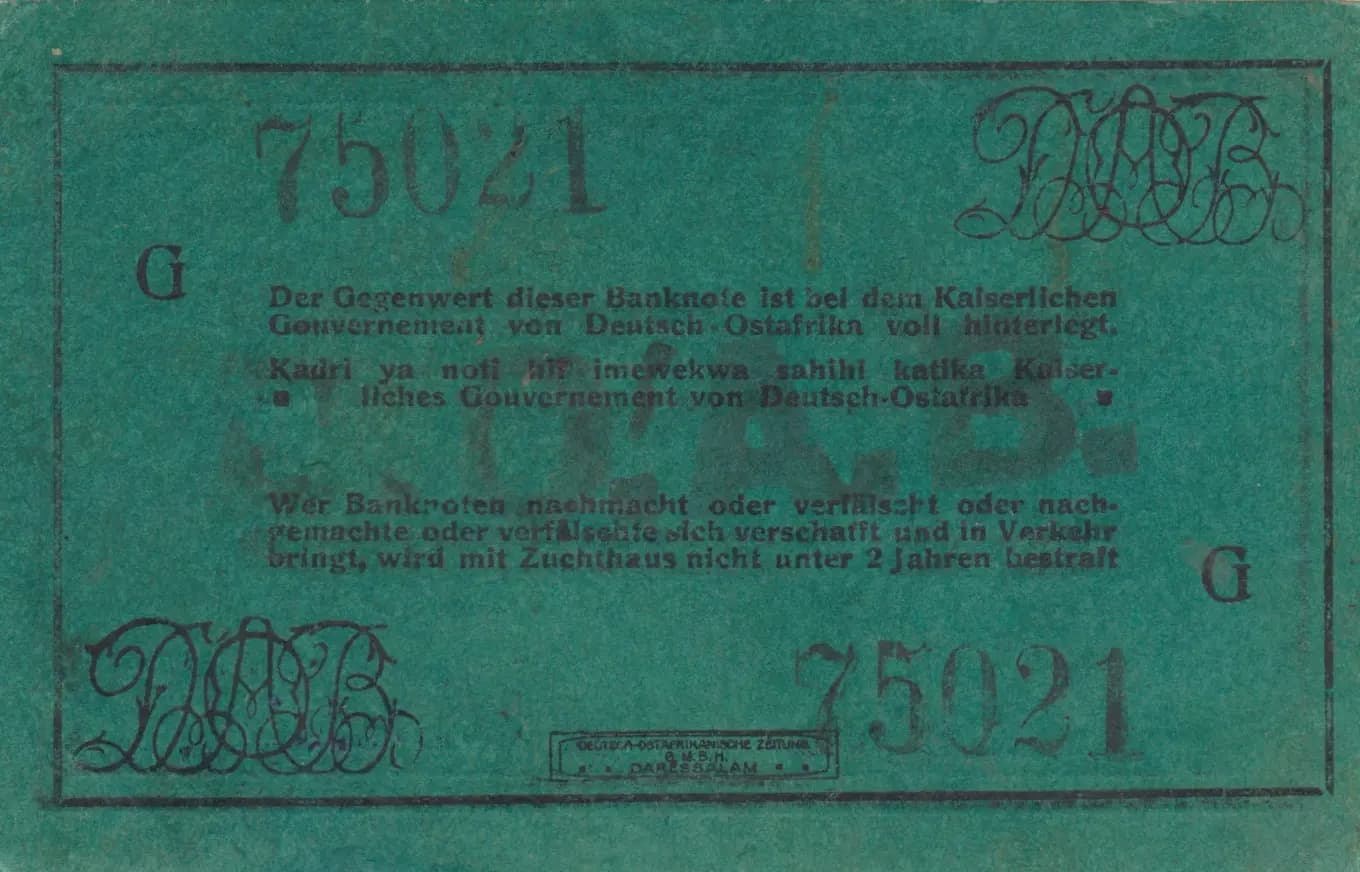 75021
DOAB
G
Der Gegenwert dieser Banknote ist bei dem Kaiserlichen
Gouvernement von Deutsch-Ostafrika voll hinterlegt.
Kadri ya noti hii imewekwa sahihi katika Kaiser-
liches Gouvernement von Deutsch-Ostafrika
D.O.A.B.
Wer Banknoten nachmacht oder verfälscht oder nach-
gemachte oder verfälschte sich verschafft und in Verkehr
bringt, wird mit Zuchthaus nicht unter 2 Jahren bestraft
G
DOAB
75021
DEUTSCH-OSTAFRIKANISCHE ZEITUNG
G.M.B.H.
DARESSALAM